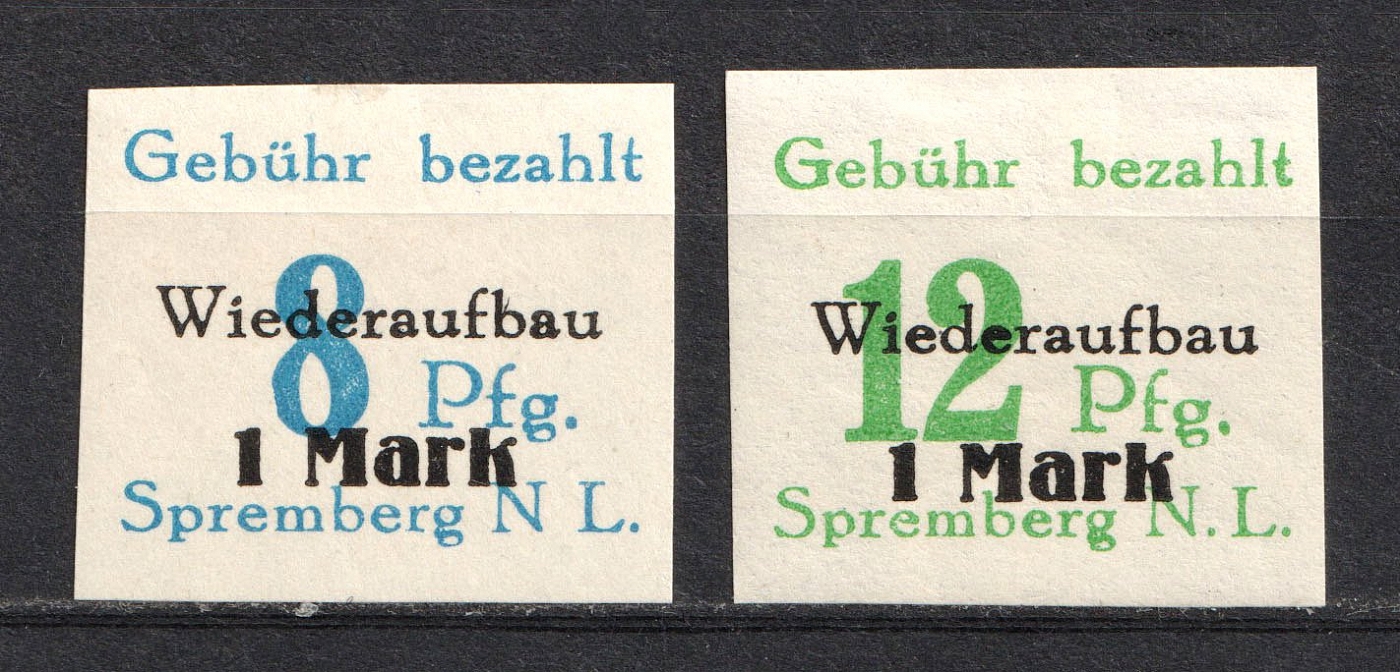 Gebühr bezahlt
Wiederaufbau
8 Pfg.
1 Mark
Spremberg N L.
Gebühr bezahlt
Wiederaufbau
12 Pfg.
1 Mark
Spremberg N. L.